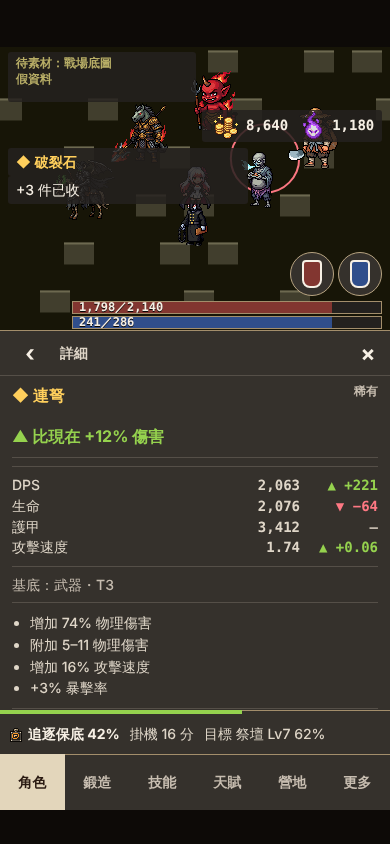 待素材：戰場底圖
假資料
8,640
1,180
◆ 破裂石
+3 件已收
1,798／2,140
241／286
‹ 詳細 ×
◆ 連弩 稀有
▲ 比現在 +12% 傷害
DPS 2,063 ▲ +221
生命 2,076 ▼ −64
護甲 3,412 —
攻擊速度 1.74 ▲ +0.06
基底：武器・T3
• 增加 74% 物理傷害
• 附加 5–11 物理傷害
• 增加 16% 攻擊速度
• +3% 暴擊率
追逐保底 42% 掛機 16 分 目標 祭壇 Lv7 62%
角色 鍛造 技能 天賦 營地 更多